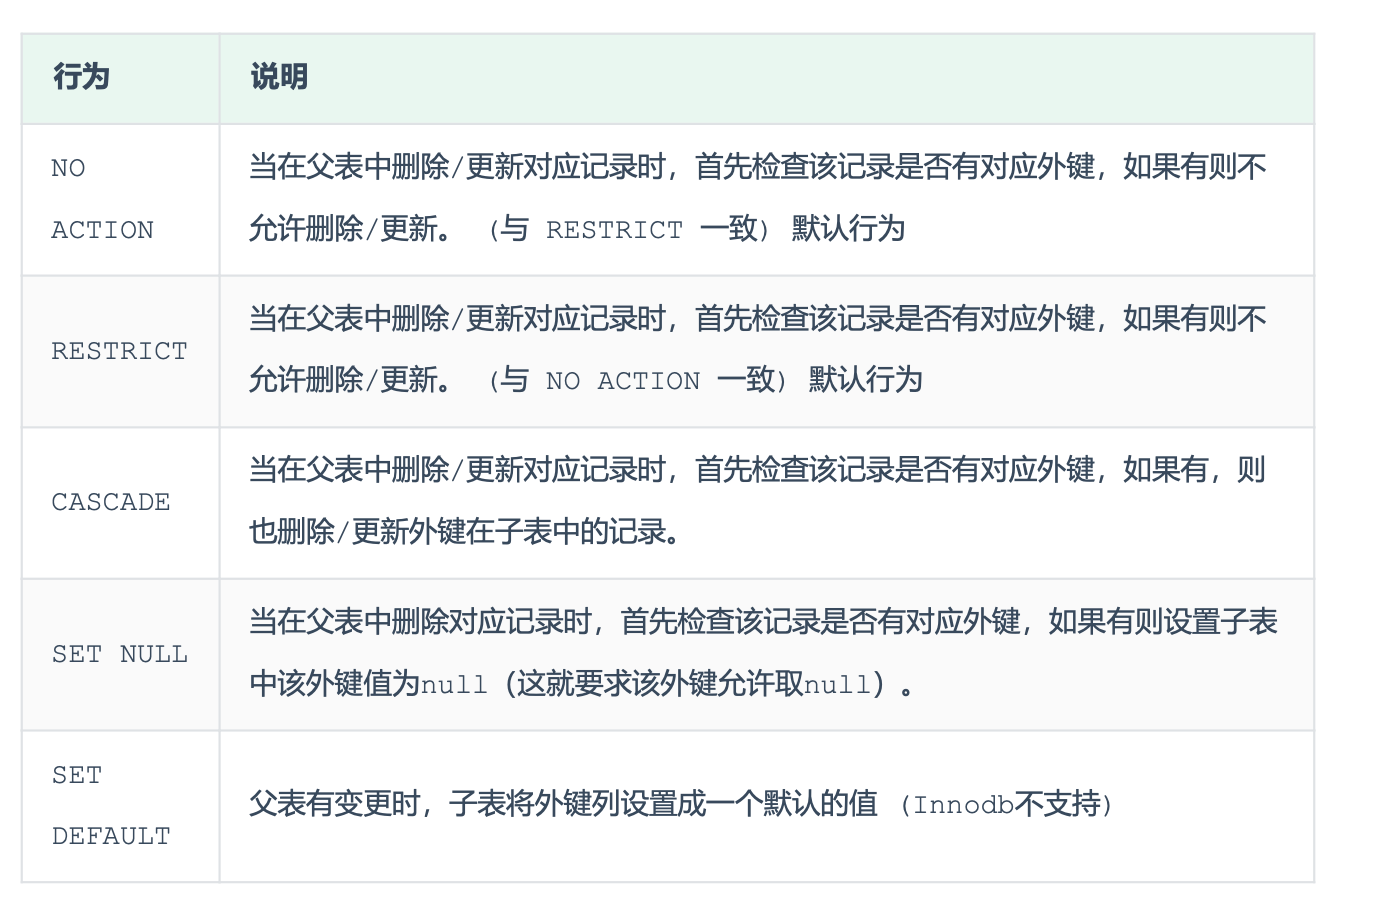 行为 说明
NO
ACTION
当在父表中删除/更新对应记录时，首先检查该记录是否有对应外键，如果有则不
允许删除/更新。 (与 RESTRICT 一致) 默认行为
RESTRICT
当在父表中删除/更新对应记录时，首先检查该记录是否有对应外键，如果有则不
允许删除/更新。 (与 NO ACTION 一致) 默认行为
CASCADE
当在父表中删除/更新对应记录时，首先检查该记录是否有对应外键，如果有，则
也删除/更新外键在子表中的记录。
SET NULL
当在父表中删除对应记录时，首先检查该记录是否有对应外键，如果有则设置子表
中该外键值为null（这就要求该外键允许取null）。
SET
DEFAULT
父表有变更时，子表将外键列设置成一个默认的值 (Innodb不支持)